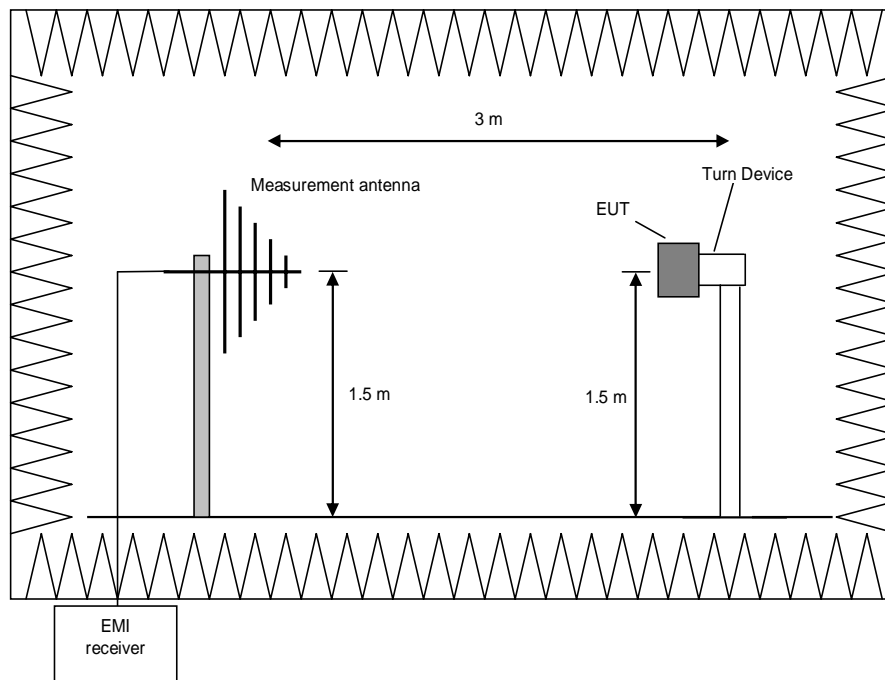 3 m
Measurement antenna
Turn Device
EUT
1.5 m
1.5 m
EMI
receiver